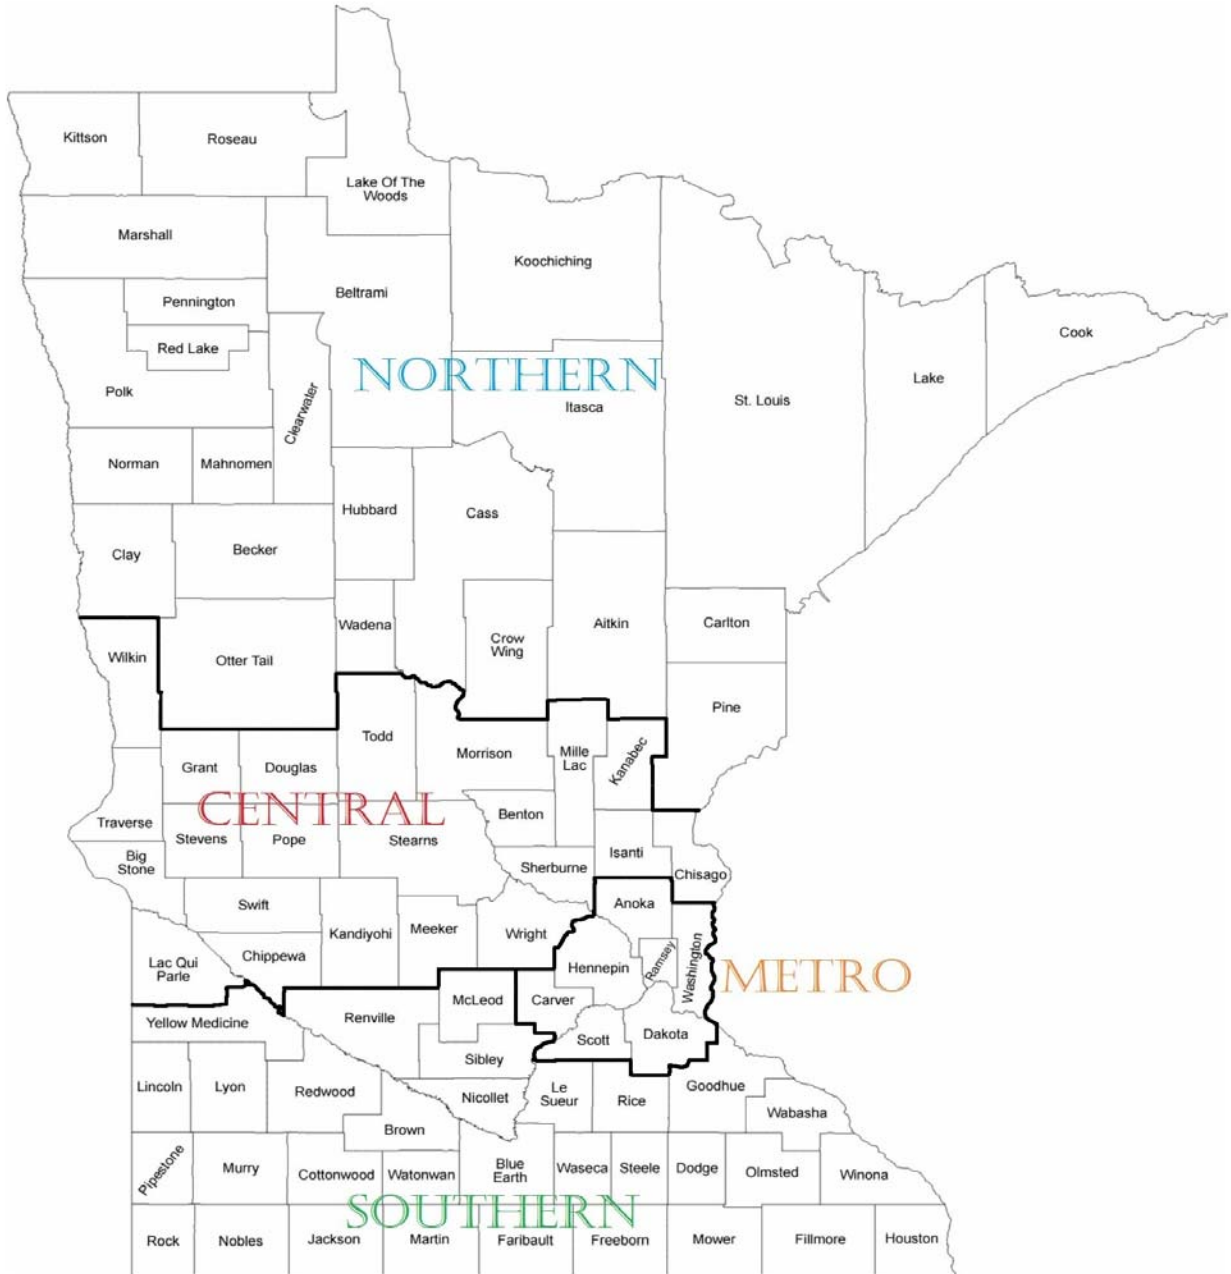 Kittson
Roseau
Lake Of The
Woods
Marshall
Koochiching
Beltrami
Pennington
Red Lake
Cook
NORTHERN
Lake
Polk
Clearwater
Itasca
St. Louis
Norman
Mahnomen
Hubbard
Cass
Clay
Becker
Wadena
Aitkin
Carlton
Crow
Wing
Wilkin
Otter Tail
Pine
Todd
Morrison
Mille
Lac
Kanabec
Grant
Douglas
CENTRAL
Traverse
Stevens
Pope
Stearns
Benton
Big
Stone
Sherburne
Isanti
Chisago
Swift
Anoka
Kandiyohi
Meeker
Wright
Chippewa
Lac Qui
Parle
Hennepin
Ramsey
Washington
METRO
McLeod
Carver
Yellow Medicine
Renville
Scott
Dakota
Sibley
Lincoln
Lyon
Redwood
Nicollet
Le
Sueur
Rice
Goodhue
Wabasha
Brown
Pipestone
Murry
Cottonwood
Watonwan
Blue
Earth
Waseca
Steele
Dodge
Olmsted
Winona
SOUTHERN
Rock
Nobles
Jackson
Martin
Faribault
Freeborn
Mower
Fillmore
Houston